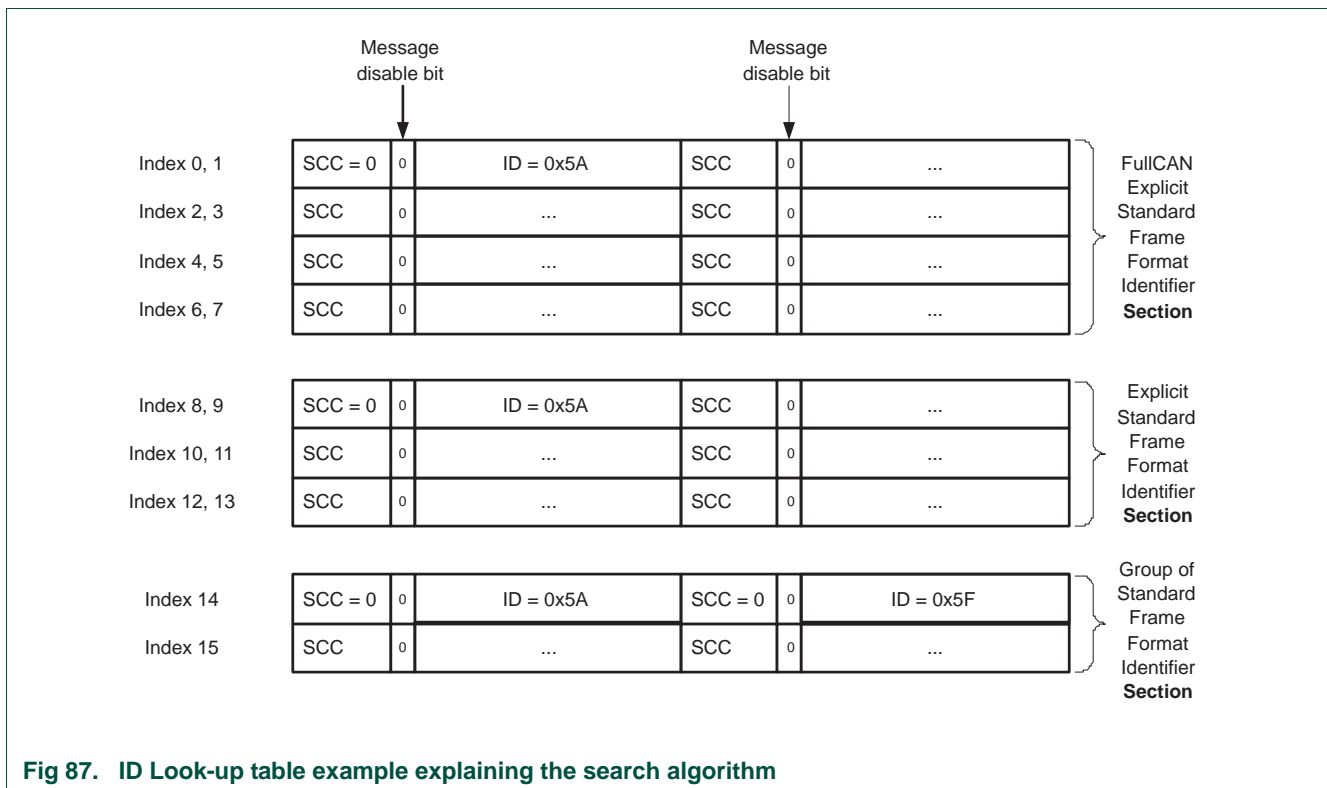 Message
disable bit
Message
disable bit
Index 0, 1 SCC = 0 0 ID = 0x5A SCC 0 ...
Index 2, 3 SCC 0 ... SCC 0 ...
Index 4, 5 SCC 0 ... SCC 0 ...
Index 6, 7 SCC 0 ... SCC 0 ...
FullCAN
Explicit
Standard
Frame
Format
Identifier
Section
Index 8, 9 SCC = 0 0 ID = 0x5A SCC 0 ...
Index 10, 11 SCC 0 ... SCC 0 ...
Index 12, 13 SCC 0 ... SCC 0 ...
Explicit
Standard
Frame
Format
Identifier
Section
Index 14 SCC = 0 0 ID = 0x5A SCC = 0 0 ID = 0x5F
Index 15 SCC 0 ... SCC 0 ...
Group of
Standard
Frame
Format
Identifier
Section
Fig 87. ID Look-up table example explaining the search algorithm